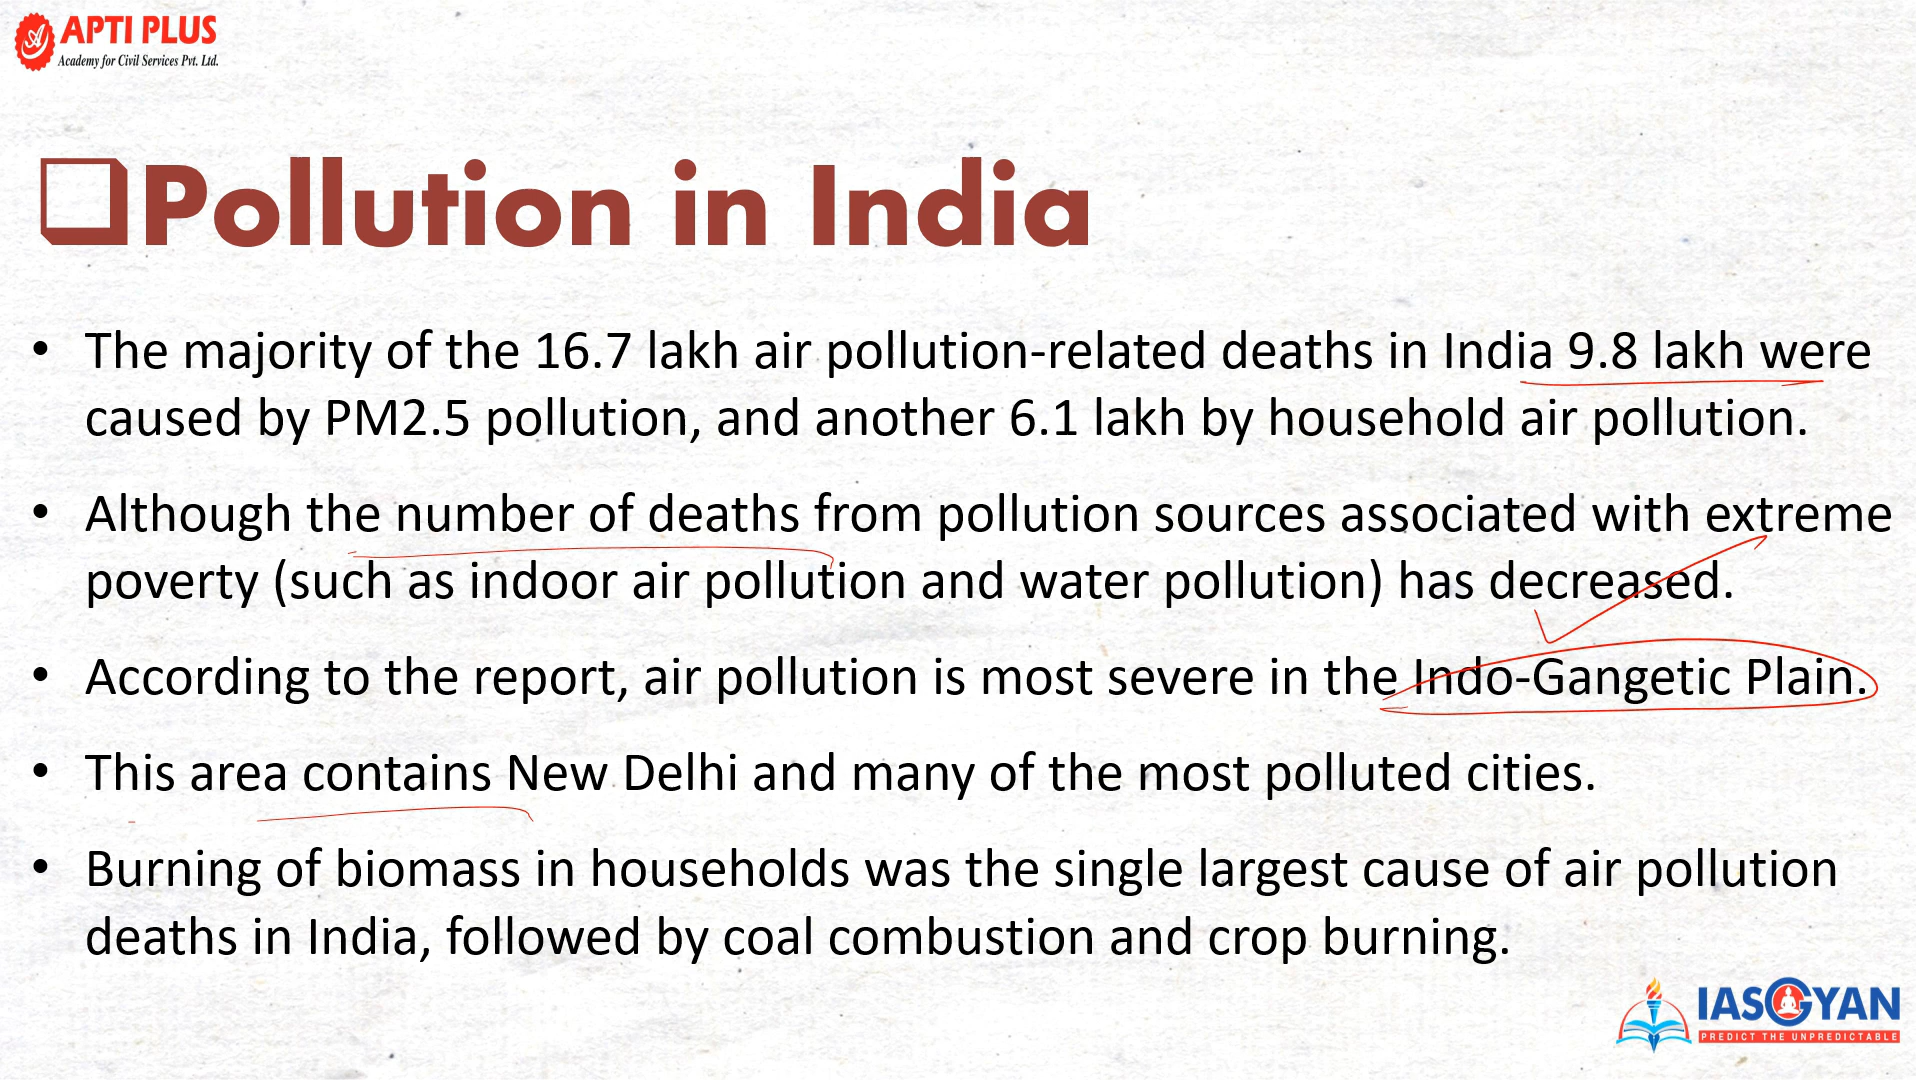 APTI PLUS
Academy for Civil Services Pvt. Ltd.
Pollution in India
• The majority of the 16.7 lakh air pollution-related deaths in India 9.8 lakh were
caused by PM2.5 pollution, and another 6.1 lakh by household air pollution.
• Although the number of deaths from pollution sources associated with extreme
poverty (such as indoor air pollution and water pollution) has decreased.
• According to the report, air pollution is most severe in the Indo-Gangetic Plain.
• This area contains New Delhi and many of the most polluted cities.
• Burning of biomass in households was the single largest cause of air pollution
deaths in India, followed by coal combustion and crop burning.
IASGYAN
PREDICT THE UNPREDICTABLE